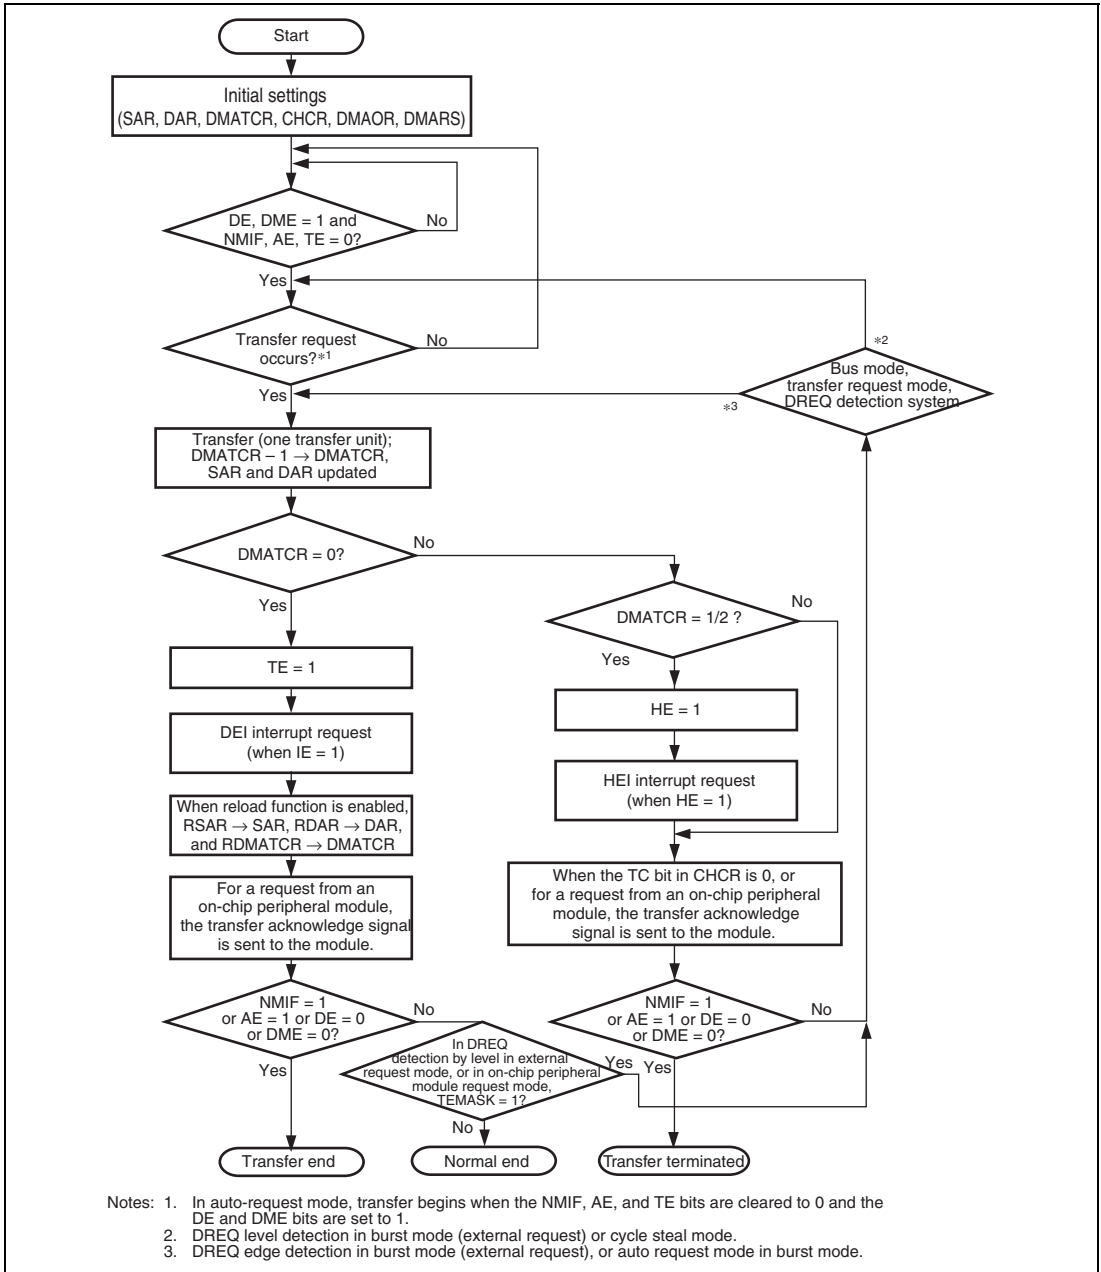 Start
Initial settings
(SAR, DAR, DMATCR, CHCR, DMAOR, DMARS)
DE, DME = 1 and
NMIF, AE, TE = 0?
No
Yes
Transfer request
occurs?*1
No
Yes
*2
Bus mode,
transfer request mode,
DREQ detection system
*3
Transfer (one transfer unit);
DMATCR – 1 → DMATCR,
SAR and DAR updated
DMATCR = 0?
No
Yes
DMATCR = 1/2 ?
No
Yes
TE = 1
HE = 1
DEI interrupt request
(when IE = 1)
HEI interrupt request
(when HE = 1)
When reload function is enabled,
RSAR → SAR, RDAR → DAR,
and RDMATCR → DMATCR
For a request from an
on-chip peripheral module,
the transfer acknowledge signal
is sent to the module.
When the TC bit in CHCR is 0, or
for a request from an on-chip peripheral
module, the transfer acknowledge
signal is sent to the module.
NMIF = 1
or AE = 1 or DE = 0
or DME = 0?
No
Yes
In DREQ
detection by level in external
request mode, or in on-chip peripheral
module request mode,
TEMASK = 1?
Yes
No
NMIF = 1
or AE = 1 or DE = 0
or DME = 0?
No
Yes
Transfer end
Normal end
Transfer terminated
Notes: 1. In auto-request mode, transfer begins when the NMIF, AE, and TE bits are cleared to 0 and the
DE and DME bits are set to 1.
2. DREQ level detection in burst mode (external request) or cycle steal mode.
3. DREQ edge detection in burst mode (external request), or auto request mode in burst mode.